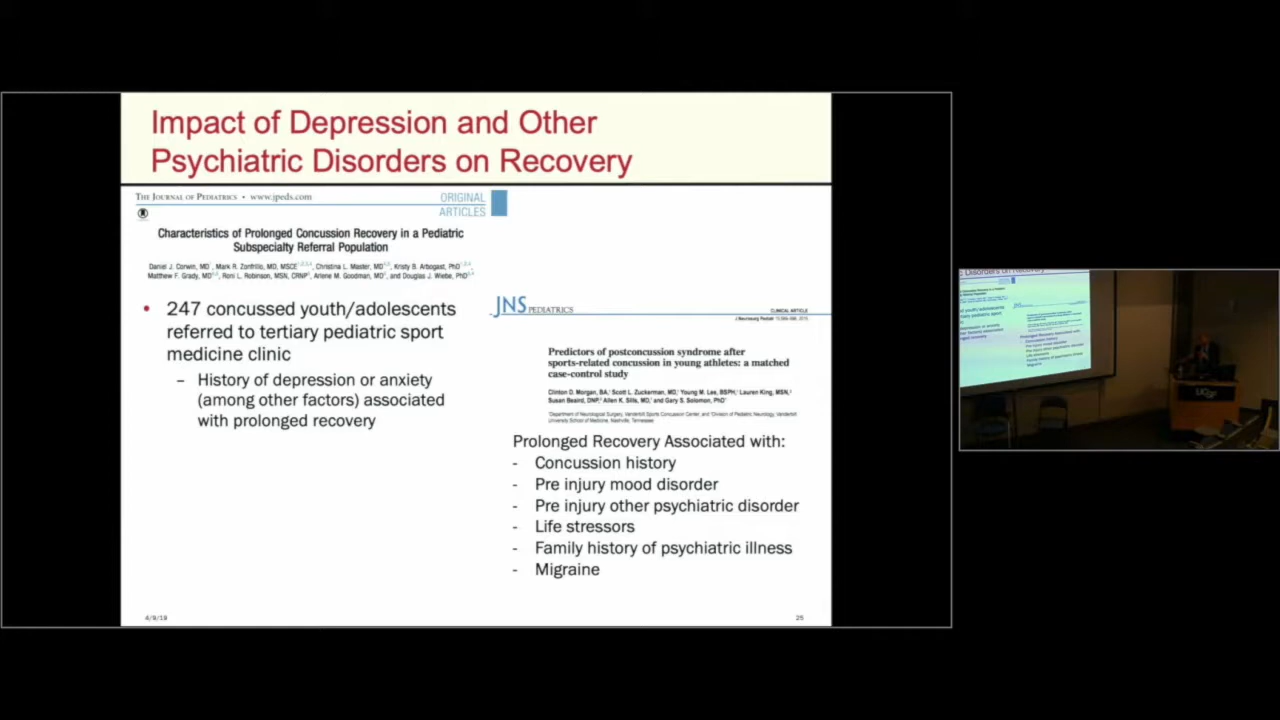 Impact of Depression and Other
Psychiatric Disorders on Recovery
THE JOURNAL OF PEDIATRICS • www.jpeds.com
ORIGINAL
ARTICLES
Characteristics of Prolonged Concussion Recovery in a Pediatric
Subspecialty Referral Population
Daniel J. Corwin, MD, Mark R. Zonfrillo, MD, MSCE, Christina L. Master, MD, Kristy B. Arbogast, PhD,
Matthew F. Grady, MD, Roni L. Robinson, MSN, CRNP, Arlene M. Goodman, MD, and Douglas J. Wiebe, PhD
• 247 concussed youth/adolescents
referred to tertiary pediatric sport
medicine clinic
– History of depression or anxiety
(among other factors) associated
with prolonged recovery
JNS PEDIATRICS
CLINICAL ARTICLE
Predictors of postconcussion syndrome after
sports-related concussion in young athletes: a matched
case-control study
Clinton D. Morgan, BA, Scott L. Zuckerman, MD, Young M. Lee, BSPH, Lauren King, MSN,
Susan Beaird, DNP, Allen K. Sills, MD, and Gary S. Solomon, PhD
Department of Neurological Surgery, Vanderbilt Sports Concussion Center, and Division of Pediatric Neurology, Vanderbilt
University School of Medicine, Nashville, Tennessee
Prolonged Recovery Associated with:
- Concussion history
- Pre injury mood disorder
- Pre injury other psychiatric disorder
- Life stressors
- Family history of psychiatric illness
- Migraine
4/9/19
25
UCSF